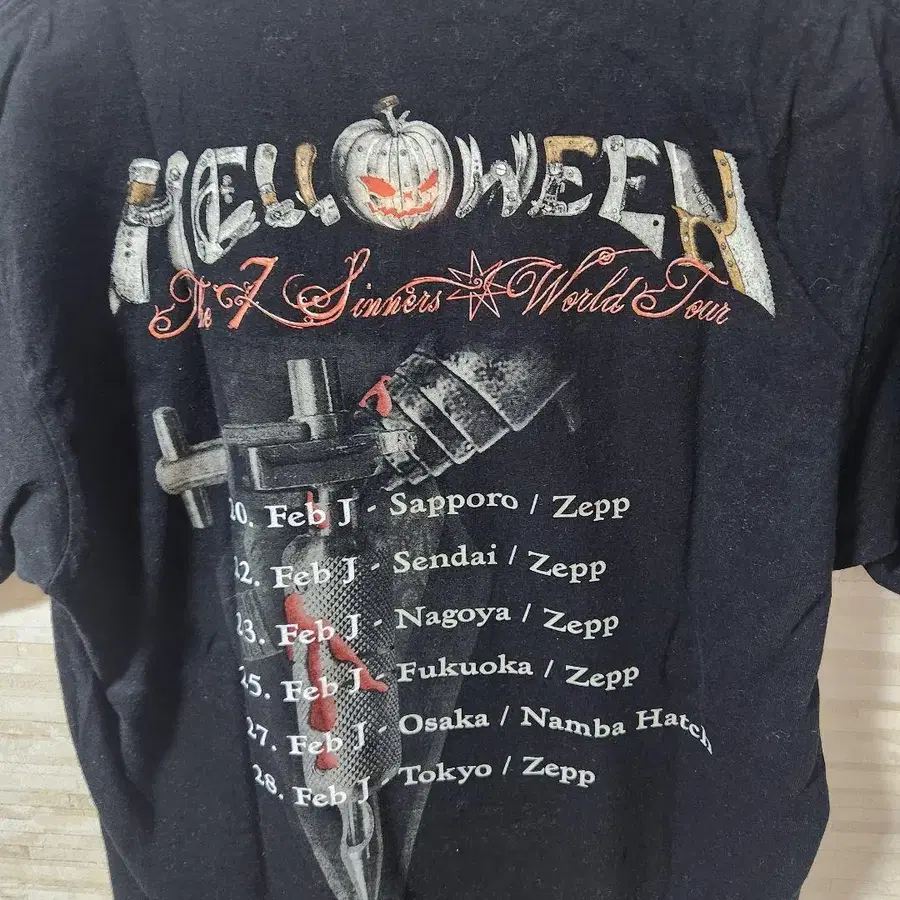 HELLOWEEN
The 7 Sinners World Tour
20. Feb J - Sapporo / Zepp
22. Feb J - Sendai / Zepp
23. Feb J - Nagoya / Zepp
25. Feb J - Fukuoka / Zepp
27. Feb J - Osaka / Namba Hatch
28. Feb J - Tokyo / Zepp